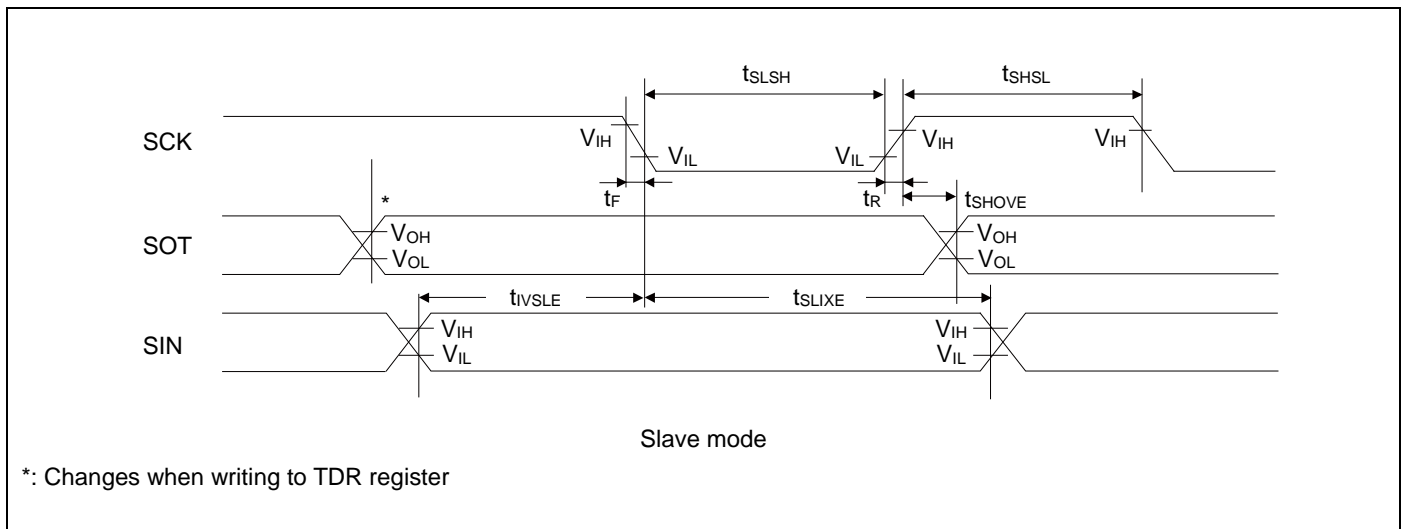 tSLSH
tSHSL
SCK
VIH
VIL
VIL
VIH
VIH
tF
tR
tSHOVE
*
SOT
VOH
VOL
VOH
VOL
tIVSLE
tSLIXE
SIN
VIH
VIL
VIH
VIL
Slave mode
*: Changes when writing to TDR register